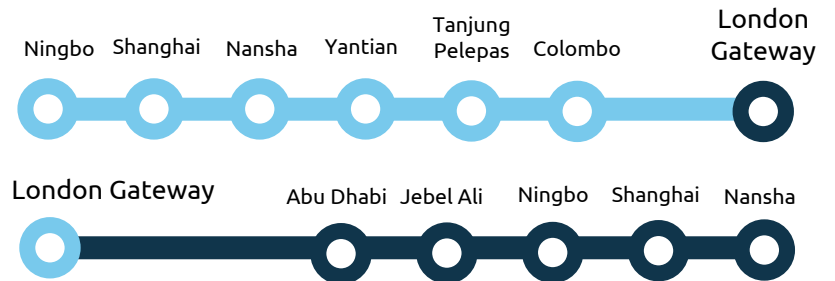 Ningbo
Shanghai
Nansha
Yantian
Tanjung
Pelepas
Colombo
London
Gateway
London Gateway
Abu Dhabi
Jebel Ali
Ningbo
Shanghai
Nansha